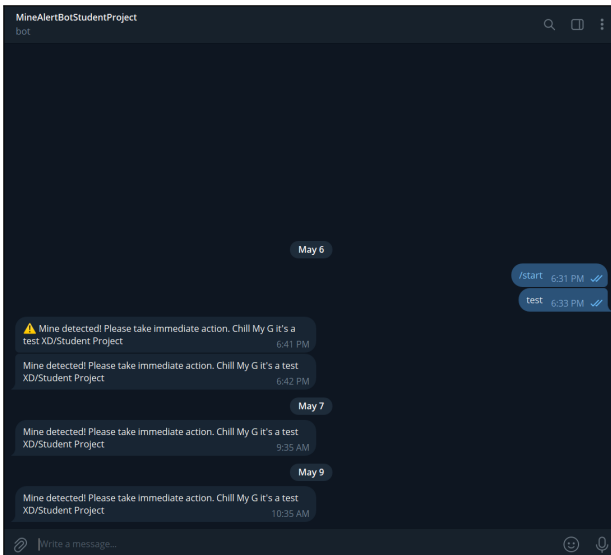 MineAlertBotStudentProject
bot
May 6
/start 6:31 PM
test 6:33 PM
⚠️ Mine detected! Please take immediate action. Chill My G it's a
test XD/Student Project 6:41 PM
Mine detected! Please take immediate action. Chill My G it's a test
XD/Student Project 6:42 PM
May 7
Mine detected! Please take immediate action. Chill My G it's a test
XD/Student Project 9:35 AM
May 9
Mine detected! Please take immediate action. Chill My G it's a test
XD/Student Project 10:35 AM
Write a message...